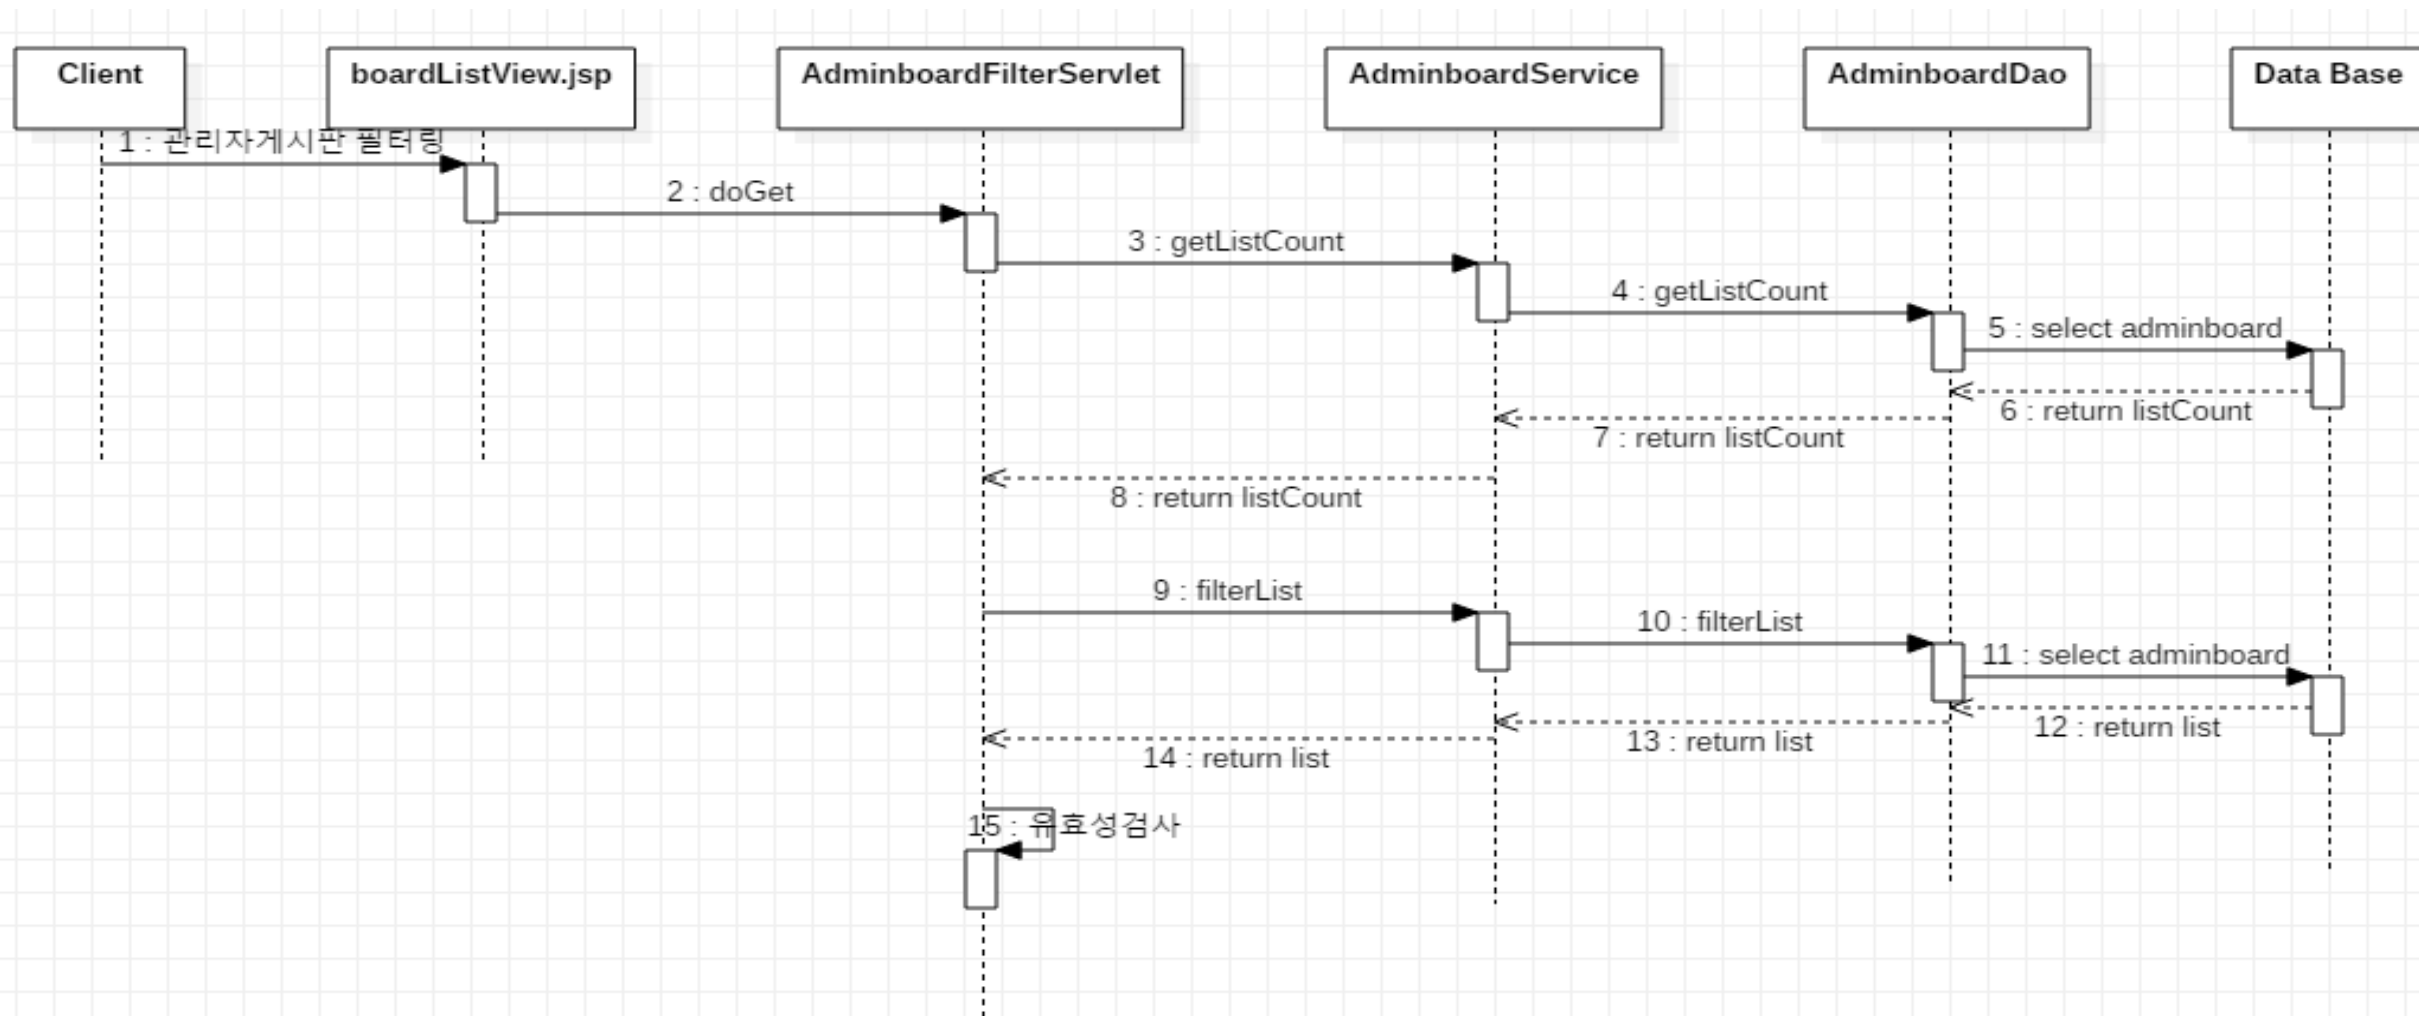 Client
boardListView.jsp
AdminboardFilterServlet
AdminboardService
AdminboardDao
Data Base
1 : 관리자게시판 필터링
2 : doGet
3 : getListCount
4 : getListCount
5 : select adminboard
6 : return listCount
7 : return listCount
8 : return listCount
9 : filterList
10 : filterList
11 : select adminboard
12 : return list
13 : return list
14 : return list
15 : 유효성검사